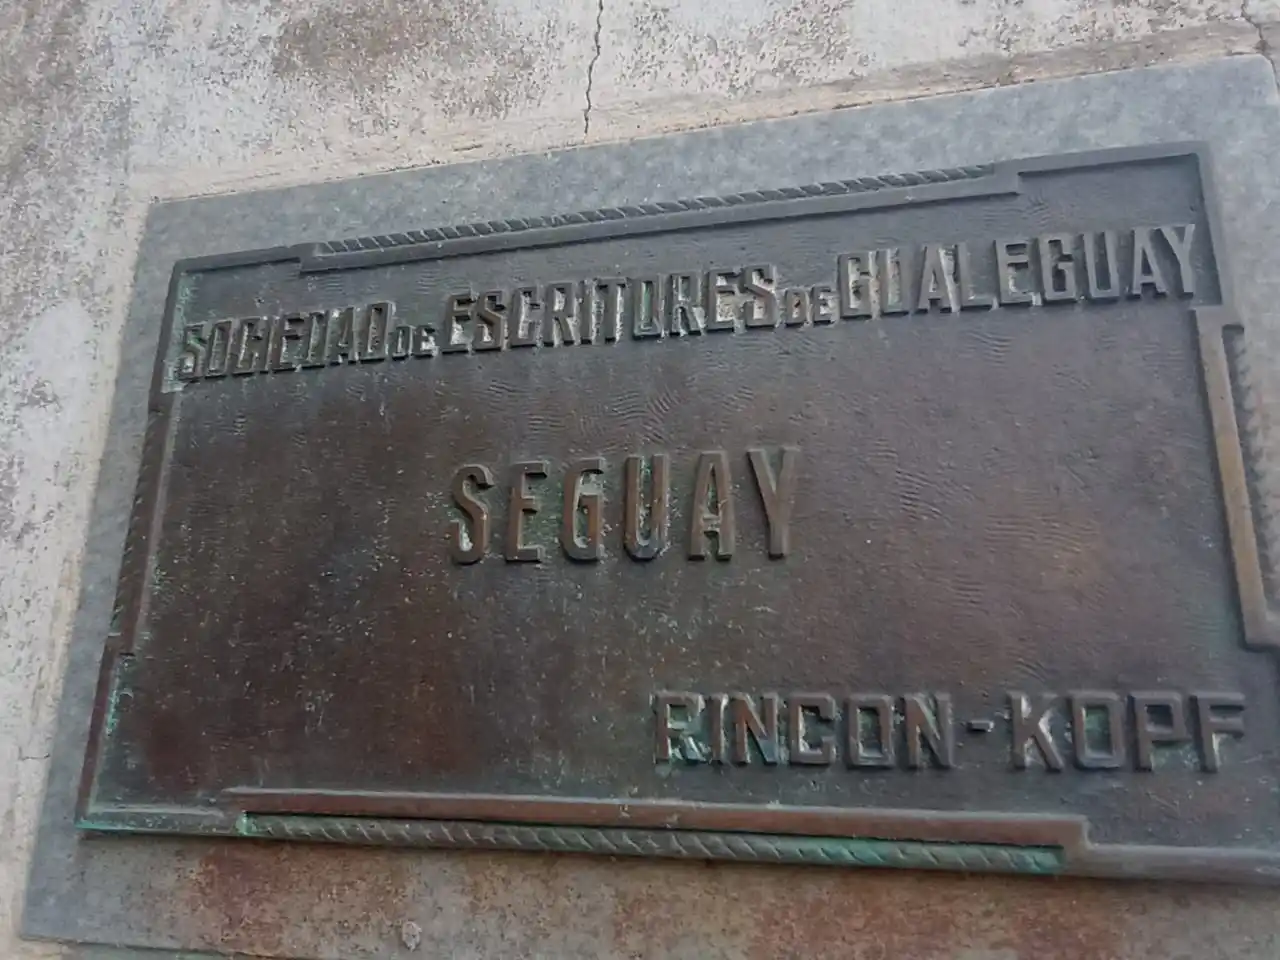 SOCIEDAD DE ESCRITORES DE GUALEGUAY
SEGUAY
RINCON-KOPF